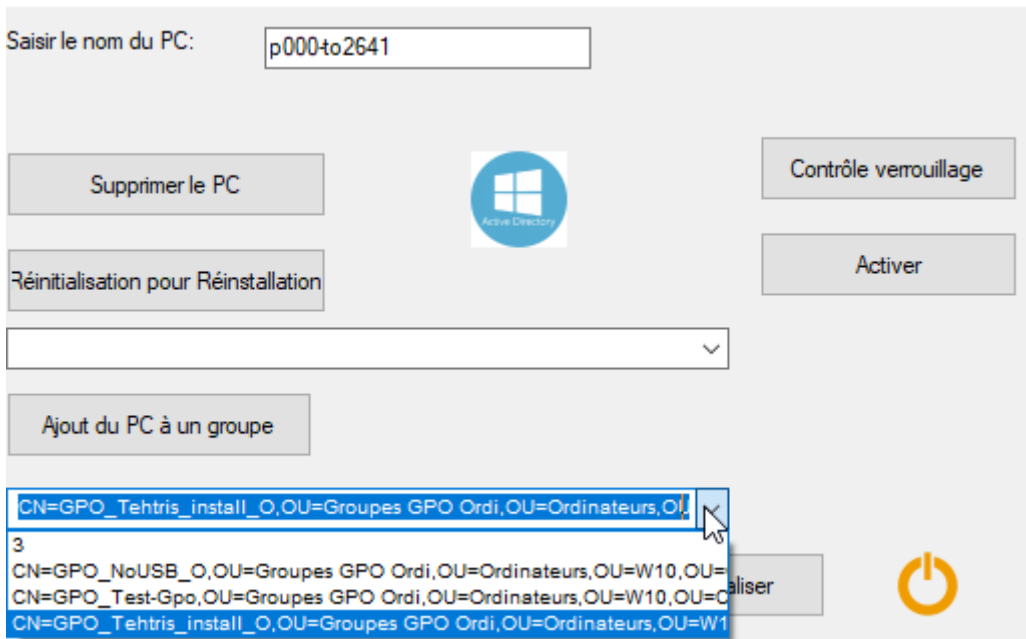 Saisir le nom du PC:
p000-to2641
Supprimer le PC
Active Directory
Contrôle verrouillage
Réinitialisation pour Réinstallation
Activer
Ajout du PC à un groupe
CN=GPO_Tehtris_install_O,OU=Groupes GPO Ordi,OU=Ordinateurs,OU
3
CN=GPO_NoUSB_O,OU=Groupes GPO Ordi,OU=Ordinateurs,OU=W10,OU=
CN=GPO_Test-Gpo,OU=Groupes GPO Ordi,OU=Ordinateurs,OU=W10,OU=C
aliser
CN=GPO_Tehtris_install_O,OU=Groupes GPO Ordi,OU=Ordinateurs,OU=W1